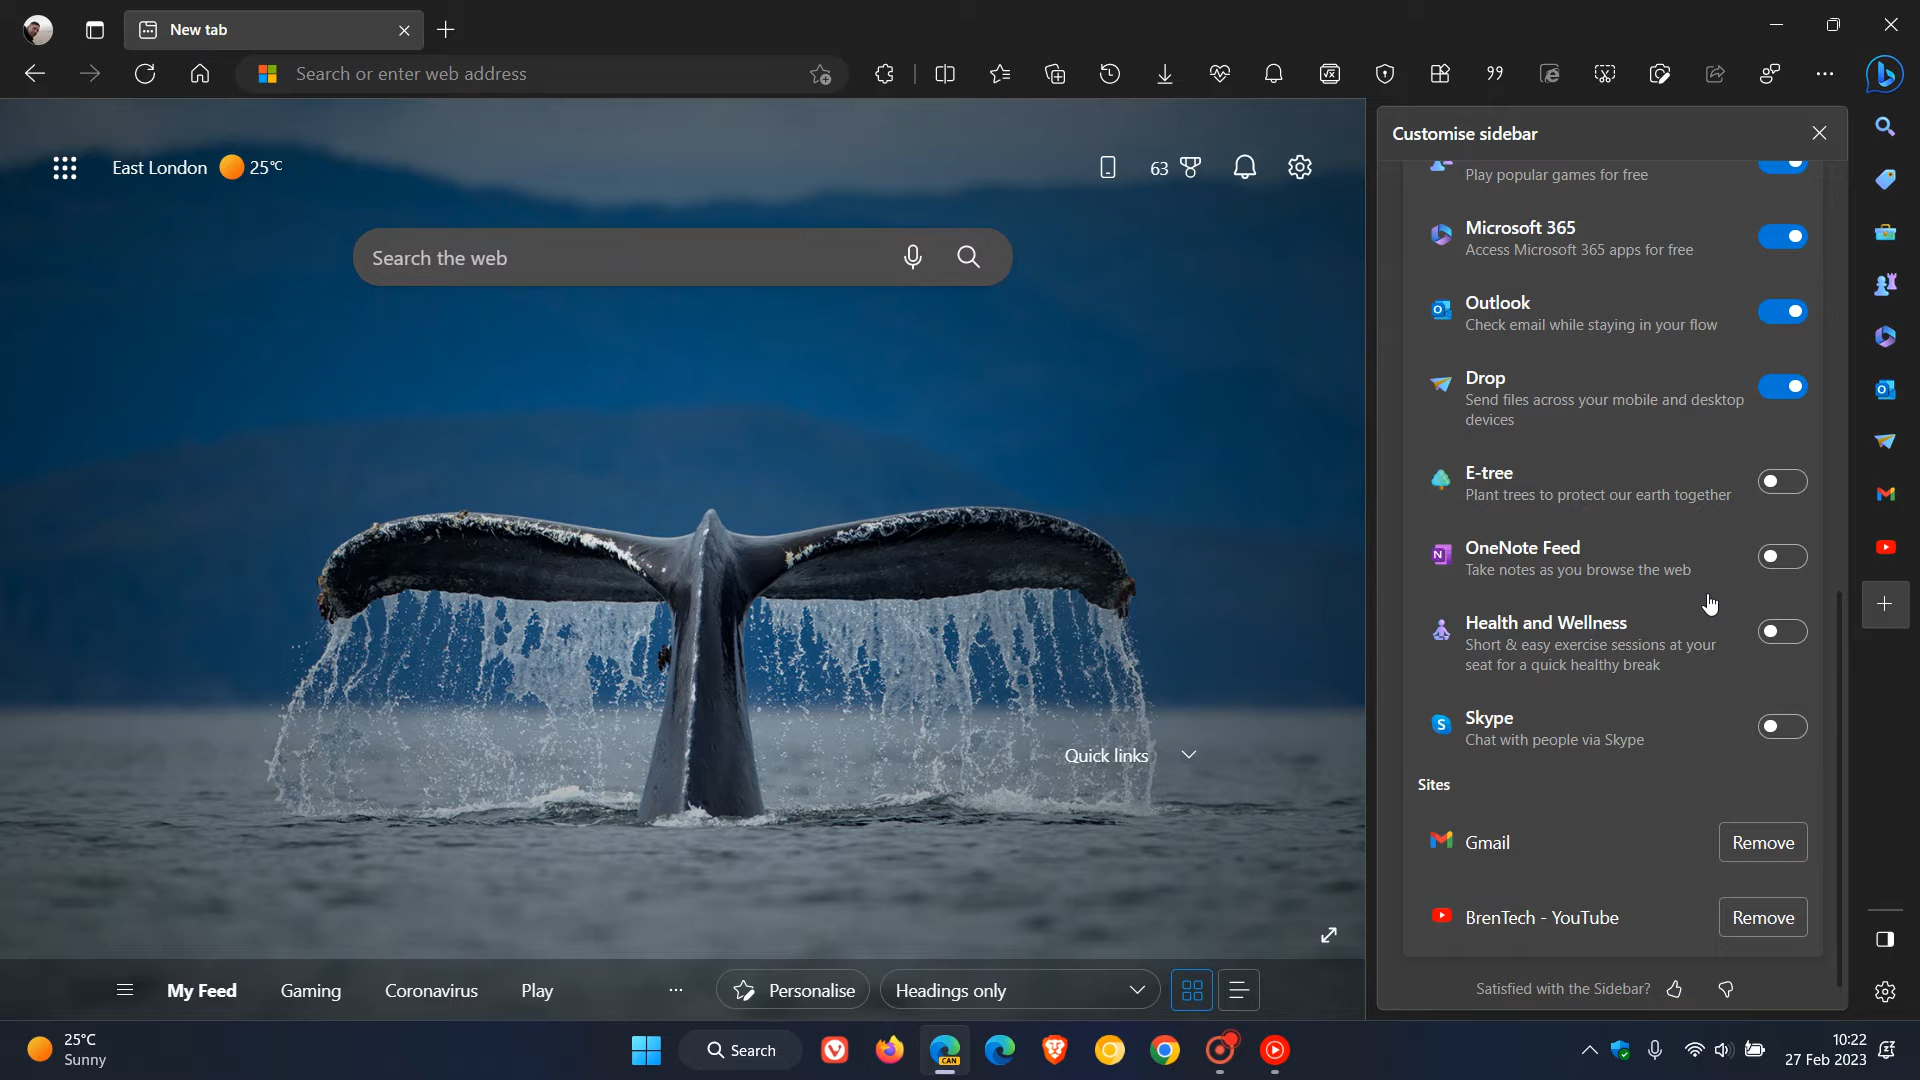 New tab
Search or enter web address
East London 25°C
63
Search the web
Quick links
My Feed
Gaming
Coronavirus
Play
Personalise
Headings only
Customise sidebar
Play popular games for free
Microsoft 365
Access Microsoft 365 apps for free
Outlook
Check email while staying in your flow
Drop
Send files across your mobile and desktop
devices
E-tree
Plant trees to protect our earth together
OneNote Feed
Take notes as you browse the web
Health and Wellness
Short & easy exercise sessions at your
seat for a quick healthy break
Skype
Chat with people via Skype
Sites
Gmail
Remove
BrenTech - YouTube
Remove
Satisfied with the Sidebar?
25°C
Sunny
Search
CAN
10:22
27 Feb 2023